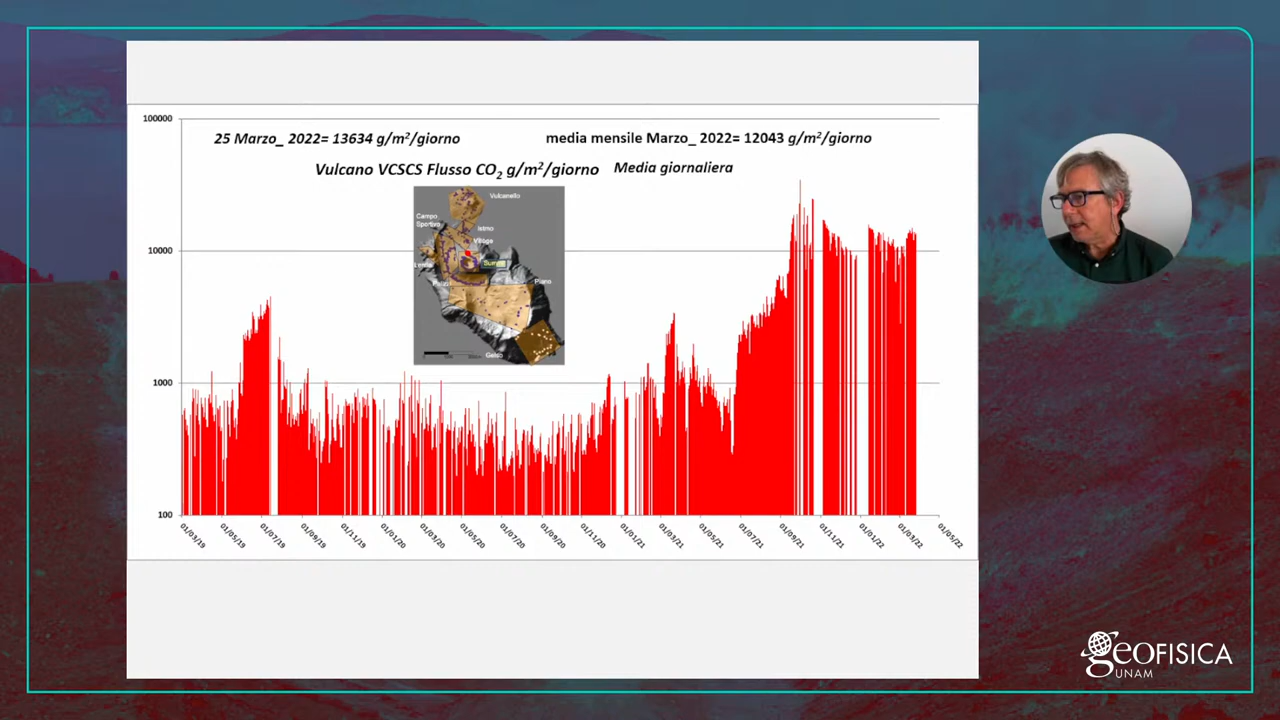 25 Marzo_ 2022= 13634 g/m²/giorno
media mensile Marzo_ 2022= 12043 g/m²/giorno
Vulcano VCSCS Flusso CO₂ g/m²/giorno Media giornaliera
100000
10000
1000
100
Vulcanello
Campo
Sportivo
Istmo
Village
Piano
Gelso
01/03/19
01/05/19
01/07/19
01/09/19
01/11/19
01/01/20
01/03/20
01/05/20
01/07/20
01/09/20
01/11/20
01/01/21
01/03/21
01/05/21
01/07/21
01/09/21
01/11/21
01/01/22
01/03/22
01/05/22
GEOFISICA
UNAM